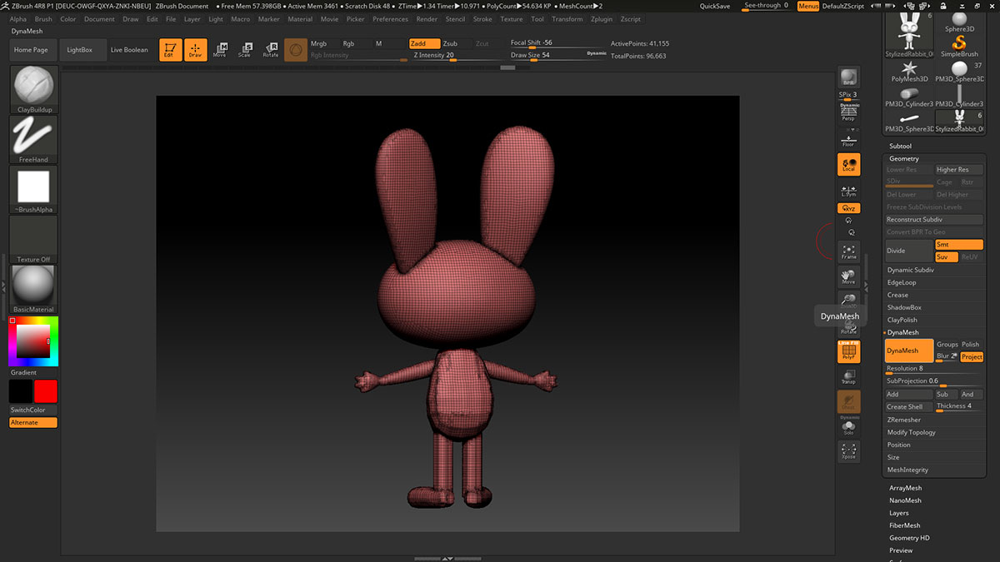 ZBrush 4R8 P1 [DEUC-OWGF-QXYA-ZNKI-NBEU] ZBrush Document • Free Mem 57.398GB • Active Mem 3461 • Scratch Disk 48 • ZTime▶1.34 Timer▶10.971 • PolyCount▶54.634 KP • MeshCount▶2 QuickSave See-through 0 Menus DefaultZScript
Alpha Brush Color Document Draw Edit File Layer Light Macro Marker Material Movie Picker Preferences Render Stencil Stroke Texture Tool Transform Zplugin Zscript
DynaMesh
Home Page LightBox Live Boolean Edit Draw Move Scale Rotate
Mrgb Rgb M Zadd Zsub Zcut Focal Shift -56 ActivePoints: 41,155
Rgb Intensity Z Intensity 20 Draw Size 54 Dynamic TotalPoints: 96,663
ClayBuildup
FreeHand
~BrushAlpha
Texture Off
BasicMaterial
Gradient
SwitchColor
Alternate
BPR
SPix 3
Dynamic
Persp
Floor
Local
L.Sym
XYZ
Frame
Move
DynaMesh
Rotate
Line Fill
PolyF
Transp
Dynamic
Solo
Xpose
6
Sphere3D
StylizedRabbit_0 SimpleBrush
37
PolyMesh3D PM3D_Sphere3D
PM3D_Cylinder3 PM3D_Cylinder3
6
PM3D_Sphere3D StylizedRabbit_0
Subtool
Geometry
Lower Res Higher Res
SDiv Cage Rstr
Del Lower Del Higher
Freeze SubDivision Levels
Reconstruct Subdiv
Convert BPR To Geo
Divide Smt
Suv ReUV
Dynamic Subdiv
EdgeLoop
Crease
ShadowBox
ClayPolish
DynaMesh
DynaMesh Groups Polish
Blur 2 Project
Resolution 8
SubProjection 0.6
Add Sub And
Create Shell Thickness 4
ZRemesher
Modify Topology
Position
Size
MeshIntegrity
ArrayMesh
NanoMesh
Layers
FiberMesh
Geometry HD
Preview